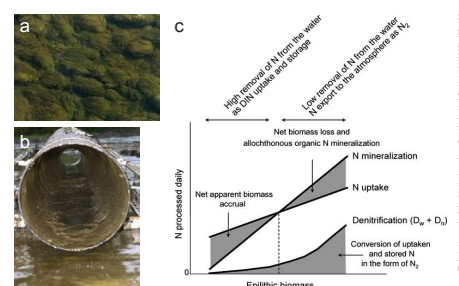 a
b
c
High removal of N from the water
as DIN uptake and storage
Low removal of N from the water
N export to the atmosphere as N₂
Net biomass loss and
allochthonous organic N mineralization
N mineralization
N uptake
Net apparent biomass
accrual
Denitrification (Dw + Dn)
Conversion of uptaken
and stored N
in the form of N₂
N processed daily
0
Epilithic biomass